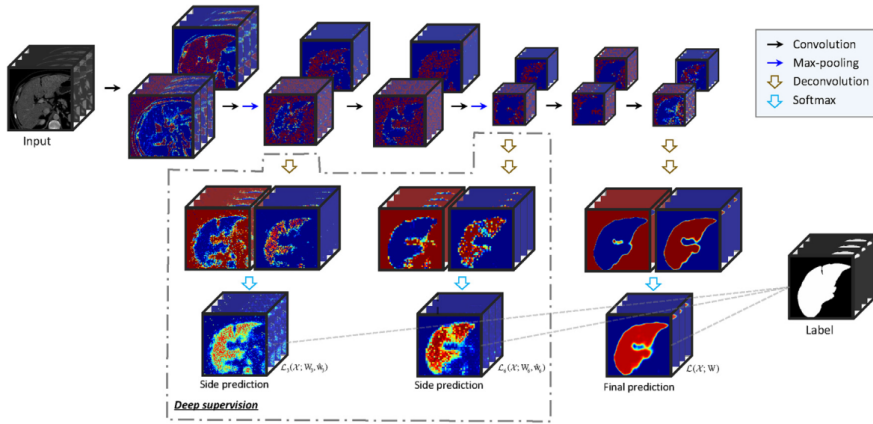 Convolution
Max-pooling
Deconvolution
Softmax
Input
Label
Side prediction
Side prediction
Final prediction
ℒ(𝒳; W)
Deep supervision